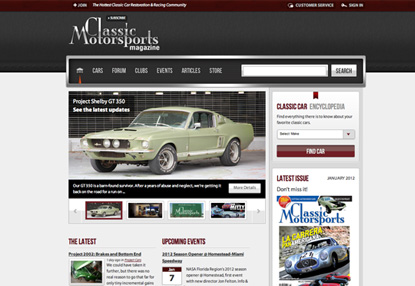 JOIN
The Hottest Classic Car Restoration & Racing Community
CUSTOMER SERVICE
SIGN IN
SUBSCRIBE
Classic
Motorsports
magazine
CARS FORUM CLUBS EVENTS ARTICLES STORE
SEARCH
Project Shelby GT 350
See the latest updates
Our GT 350 is a barn-found survivor. After a years of abuse and neglect, we're getting it
back on the road for a run on ...
More Details
CLASSIC CAR ENCYCLOPEDIA
Find everything there is to know about your
favorite classic cars.
Select Make
FIND CAR
LATEST ISSUE
JANUARY 2012
Don't miss it!
Classic
Motorsports
LA CARRERA
PANAMERICANA
THE LATEST
Project 2002: Brakes and Bottom End
We could have taken it
further, but there was no
real reason to go that far for
only tiny incremental gains
UPCOMING EVENTS
2012 Season Opener @ Homestead-Miami
Speedway
Jan
7
NASA Florida Region's 2012 season
opener @ Homestead, first event
with new director Jon Felton. Info &